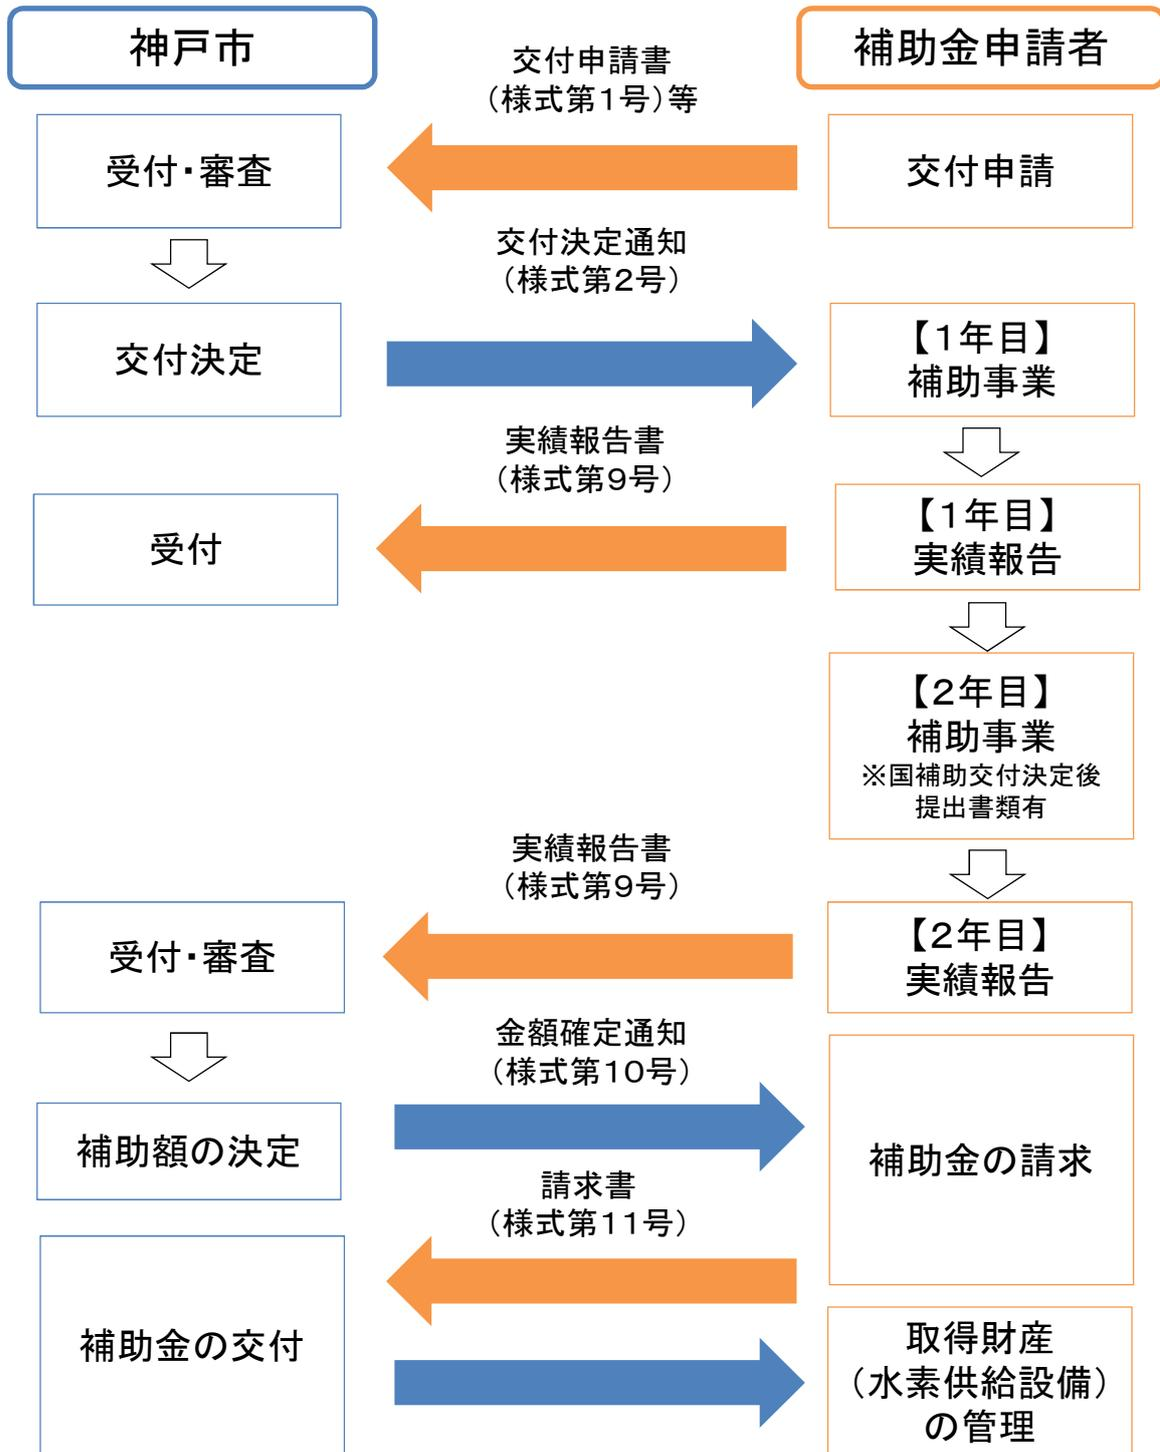 神戸市
補助金申請者
交付申請書
（様式第１号）等
受付・審査
交付申請
交付決定通知
（様式第２号）
交付決定
【１年目】
補助事業
実績報告書
（様式第９号）
受付
【１年目】
実績報告
【２年目】
補助事業
※国補助交付決定後
提出書類有
実績報告書
（様式第９号）
受付・審査
【２年目】
実績報告
金額確定通知
（様式第１０号）
補助額の決定
補助金の請求
請求書
（様式第１１号）
補助金の交付
取得財産
（水素供給設備）
の管理